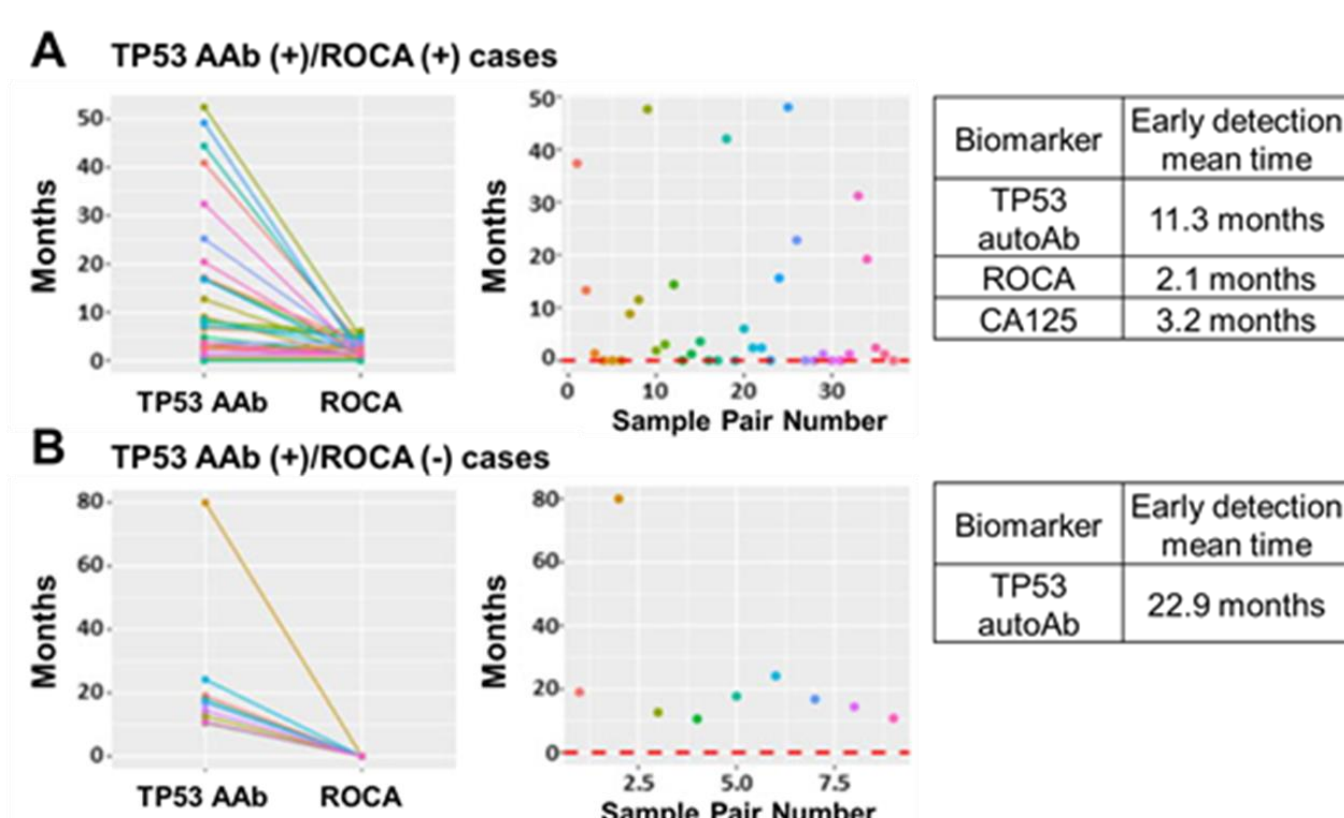 A TP53 AAb (+)/ROCA (+) cases
Months
50
40
30
20
10
0
TP53 AAb ROCA
Months
50
40
30
20
10
0
0 10 20 30
Sample Pair Number
Biomarker
Early detection
mean time
TP53
autoAb
11.3 months
ROCA 2.1 months
CA125 3.2 months
B TP53 AAb (+)/ROCA (-) cases
Months
80
60
40
20
0
TP53 AAb ROCA
Months
80
60
40
20
0
2.5 5.0 7.5
Sample Pair Number
Biomarker
Early detection
mean time
TP53
autoAb
22.9 months